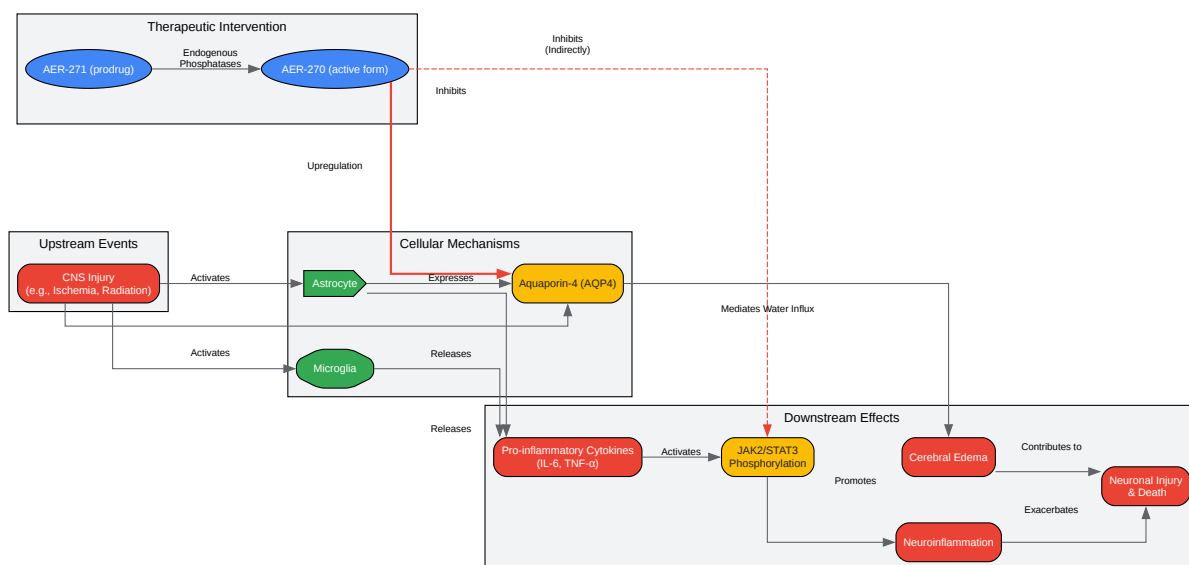 Therapeutic Intervention
AER-271 (prodrug)
Endogenous
Phosphatases
AER-270 (active form)
Inhibits
(Indirectly)
Inhibits
Upregulation
Upstream Events
CNS Injury
(e.g., Ischemia, Radiation)
Activates
Activates
Cellular Mechanisms
Astrocyte
Expresses
Aquaporin-4 (AQP4)
Mediates Water Influx
Microglia
Releases
Releases
Downstream Effects
Pro-inflammatory Cytokines
(IL-6, TNF-α)
Activates
JAK2/STAT3
Phosphorylation
Promotes
Cerebral Edema
Contributes to
Neuronal Injury
& Death
Exacerbates
Neuroinflammation